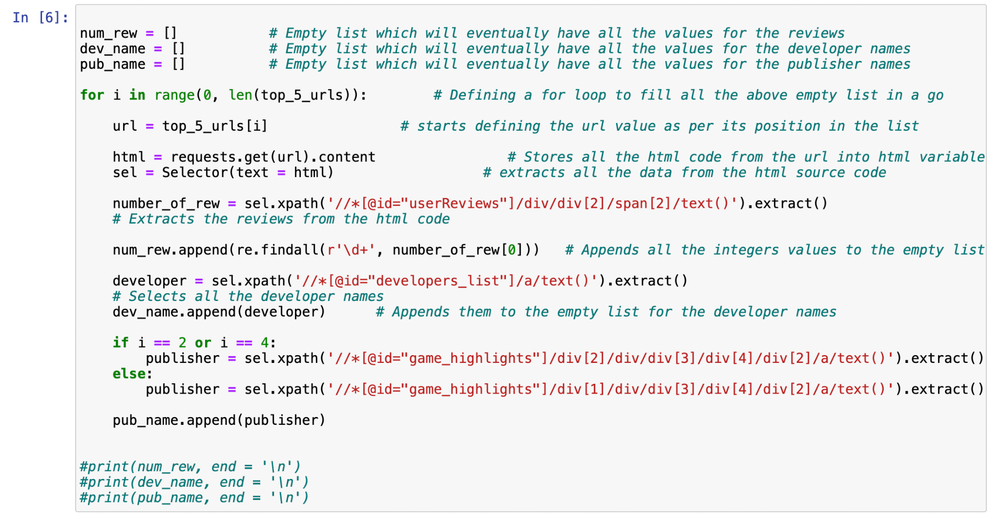 In [6]:
num_rew = [] # Empty list which will eventually have all the values for the reviews
dev_name = [] # Empty list which will eventually have all the values for the developer names
pub_name = [] # Empty list which will eventually have all the values for the publisher names
for i in range(0, len(top_5_urls)): # Defining a for loop to fill all the above empty list in a go
url = top_5_urls[i] # starts defining the url value as per its position in the list
html = requests.get(url).content # Stores all the html code from the url into html variable
sel = Selector(text = html) # extracts all the data from the html source code
number_of_rew = sel.xpath('//*[@id="userReviews"]/div/div[2]/span[2]/text()').extract()
# Extracts the reviews from the html code
num_rew.append(re.findall(r'\d+', number_of_rew[0])) # Appends all the integers values to the empty list
developer = sel.xpath('//*[@id="developers_list"]/a/text()').extract()
# Selects all the developer names
dev_name.append(developer) # Appends them to the empty list for the developer names
if i == 2 or i == 4:
publisher = sel.xpath('//*[@id="game_highlights"]/div[2]/div/div[3]/div[4]/div[2]/a/text()').extract()
else:
publisher = sel.xpath('//*[@id="game_highlights"]/div[1]/div/div[3]/div[4]/div[2]/a/text()').extract()
pub_name.append(publisher)
#print(num_rew, end = '\n')
#print(dev_name, end = '\n')
#print(pub_name, end = '\n')